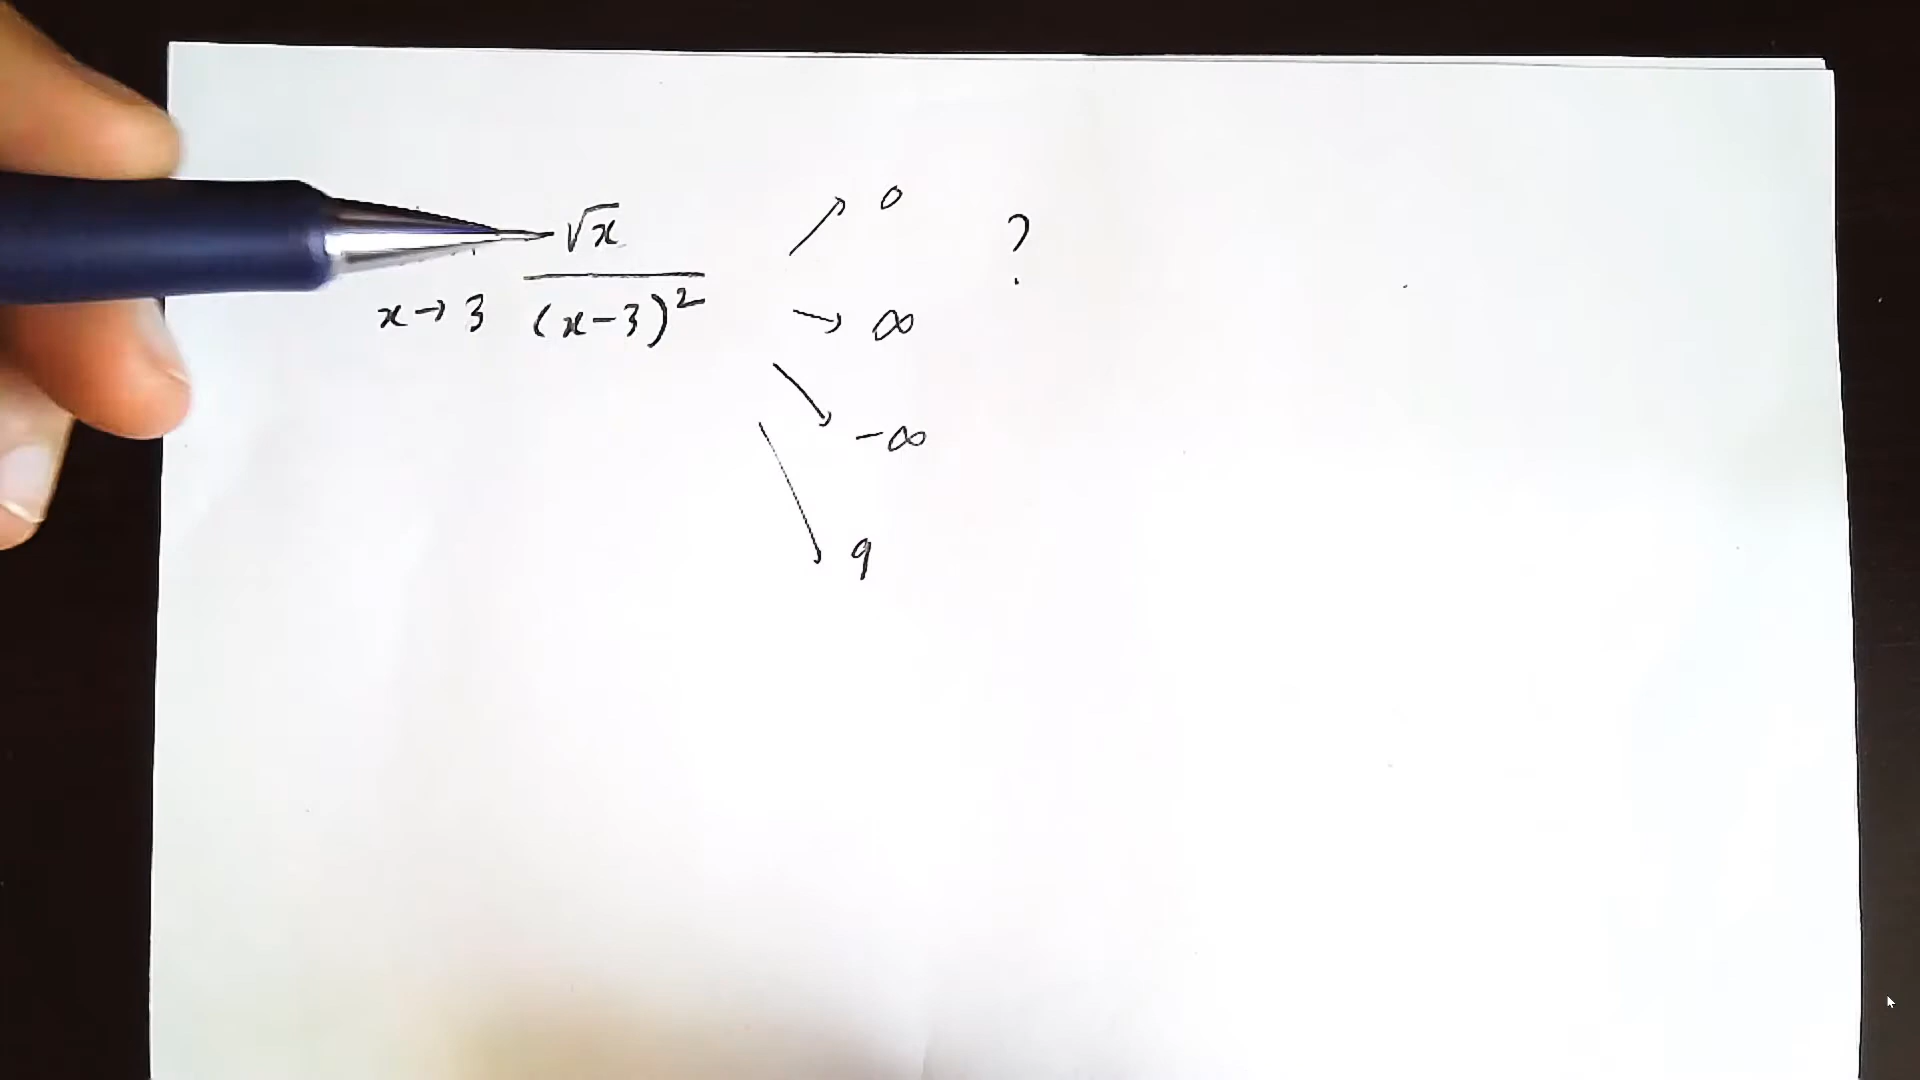 √x 0 ?
x→3 (x-3)² ∞
-∞
9